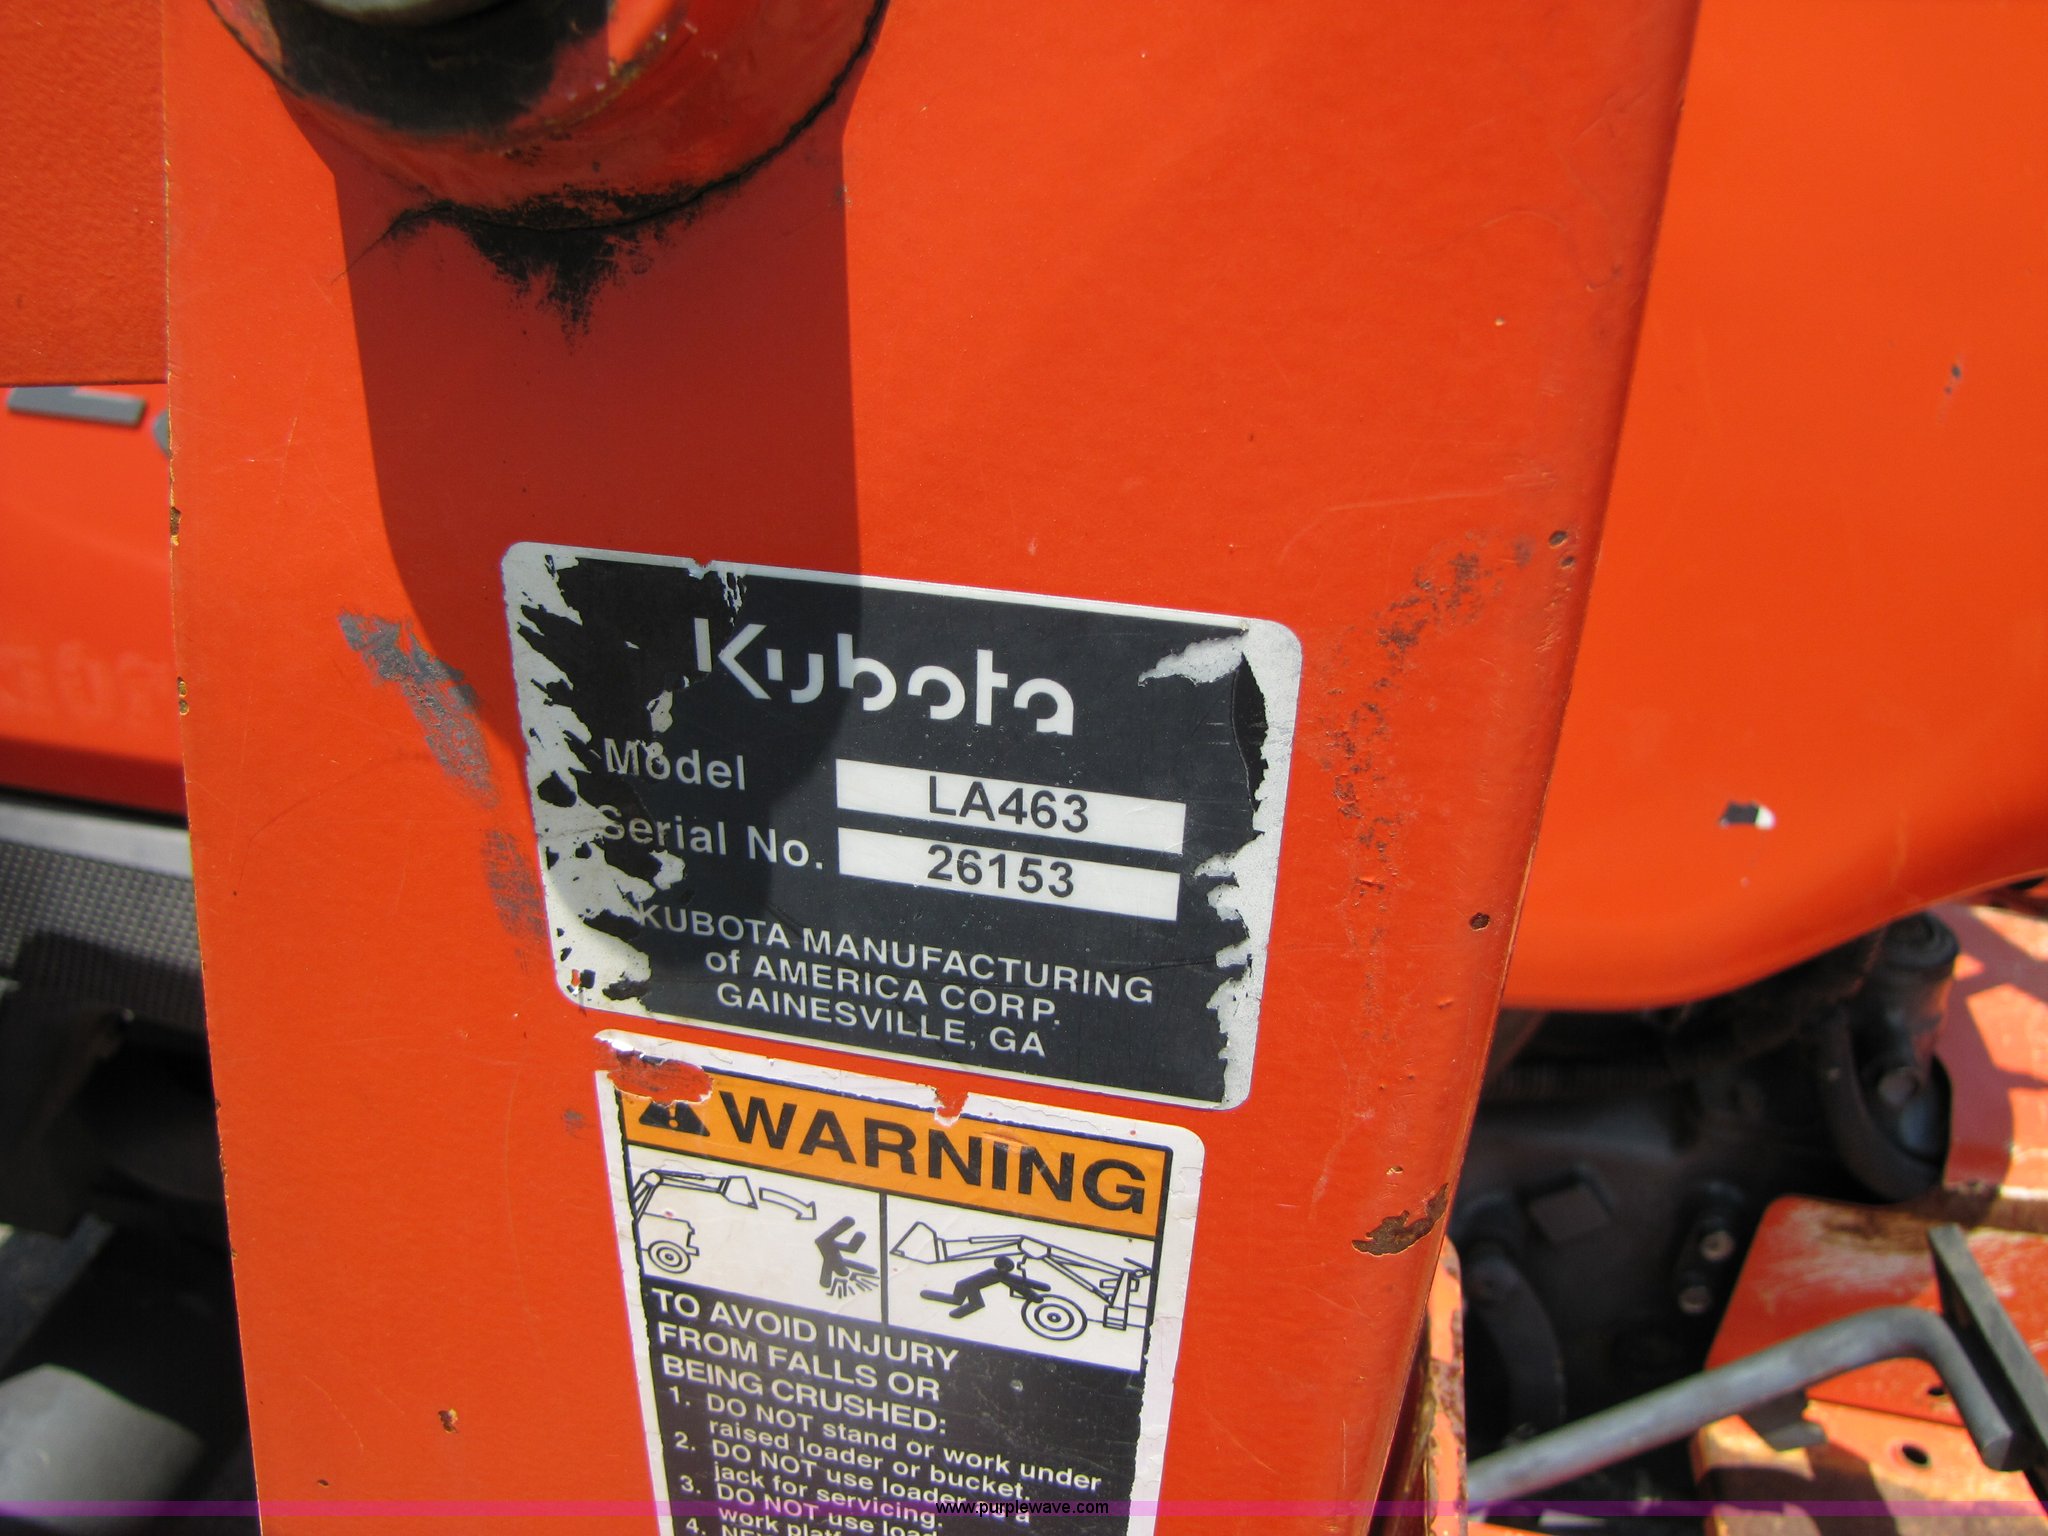 Kubota
Model LA463
Serial No. 26153
KUBOTA MANUFACTURING
of AMERICA CORP.
GAINESVILLE, GA
WARNING
TO AVOID INJURY
FROM FALLS OR
BEING CRUSHED:
1. DO NOT stand or work under
raised loader or bucket.
2. DO NOT use loader as a
jack for servicing.
3. DO NOT use
work
4.
www.purplewave.com